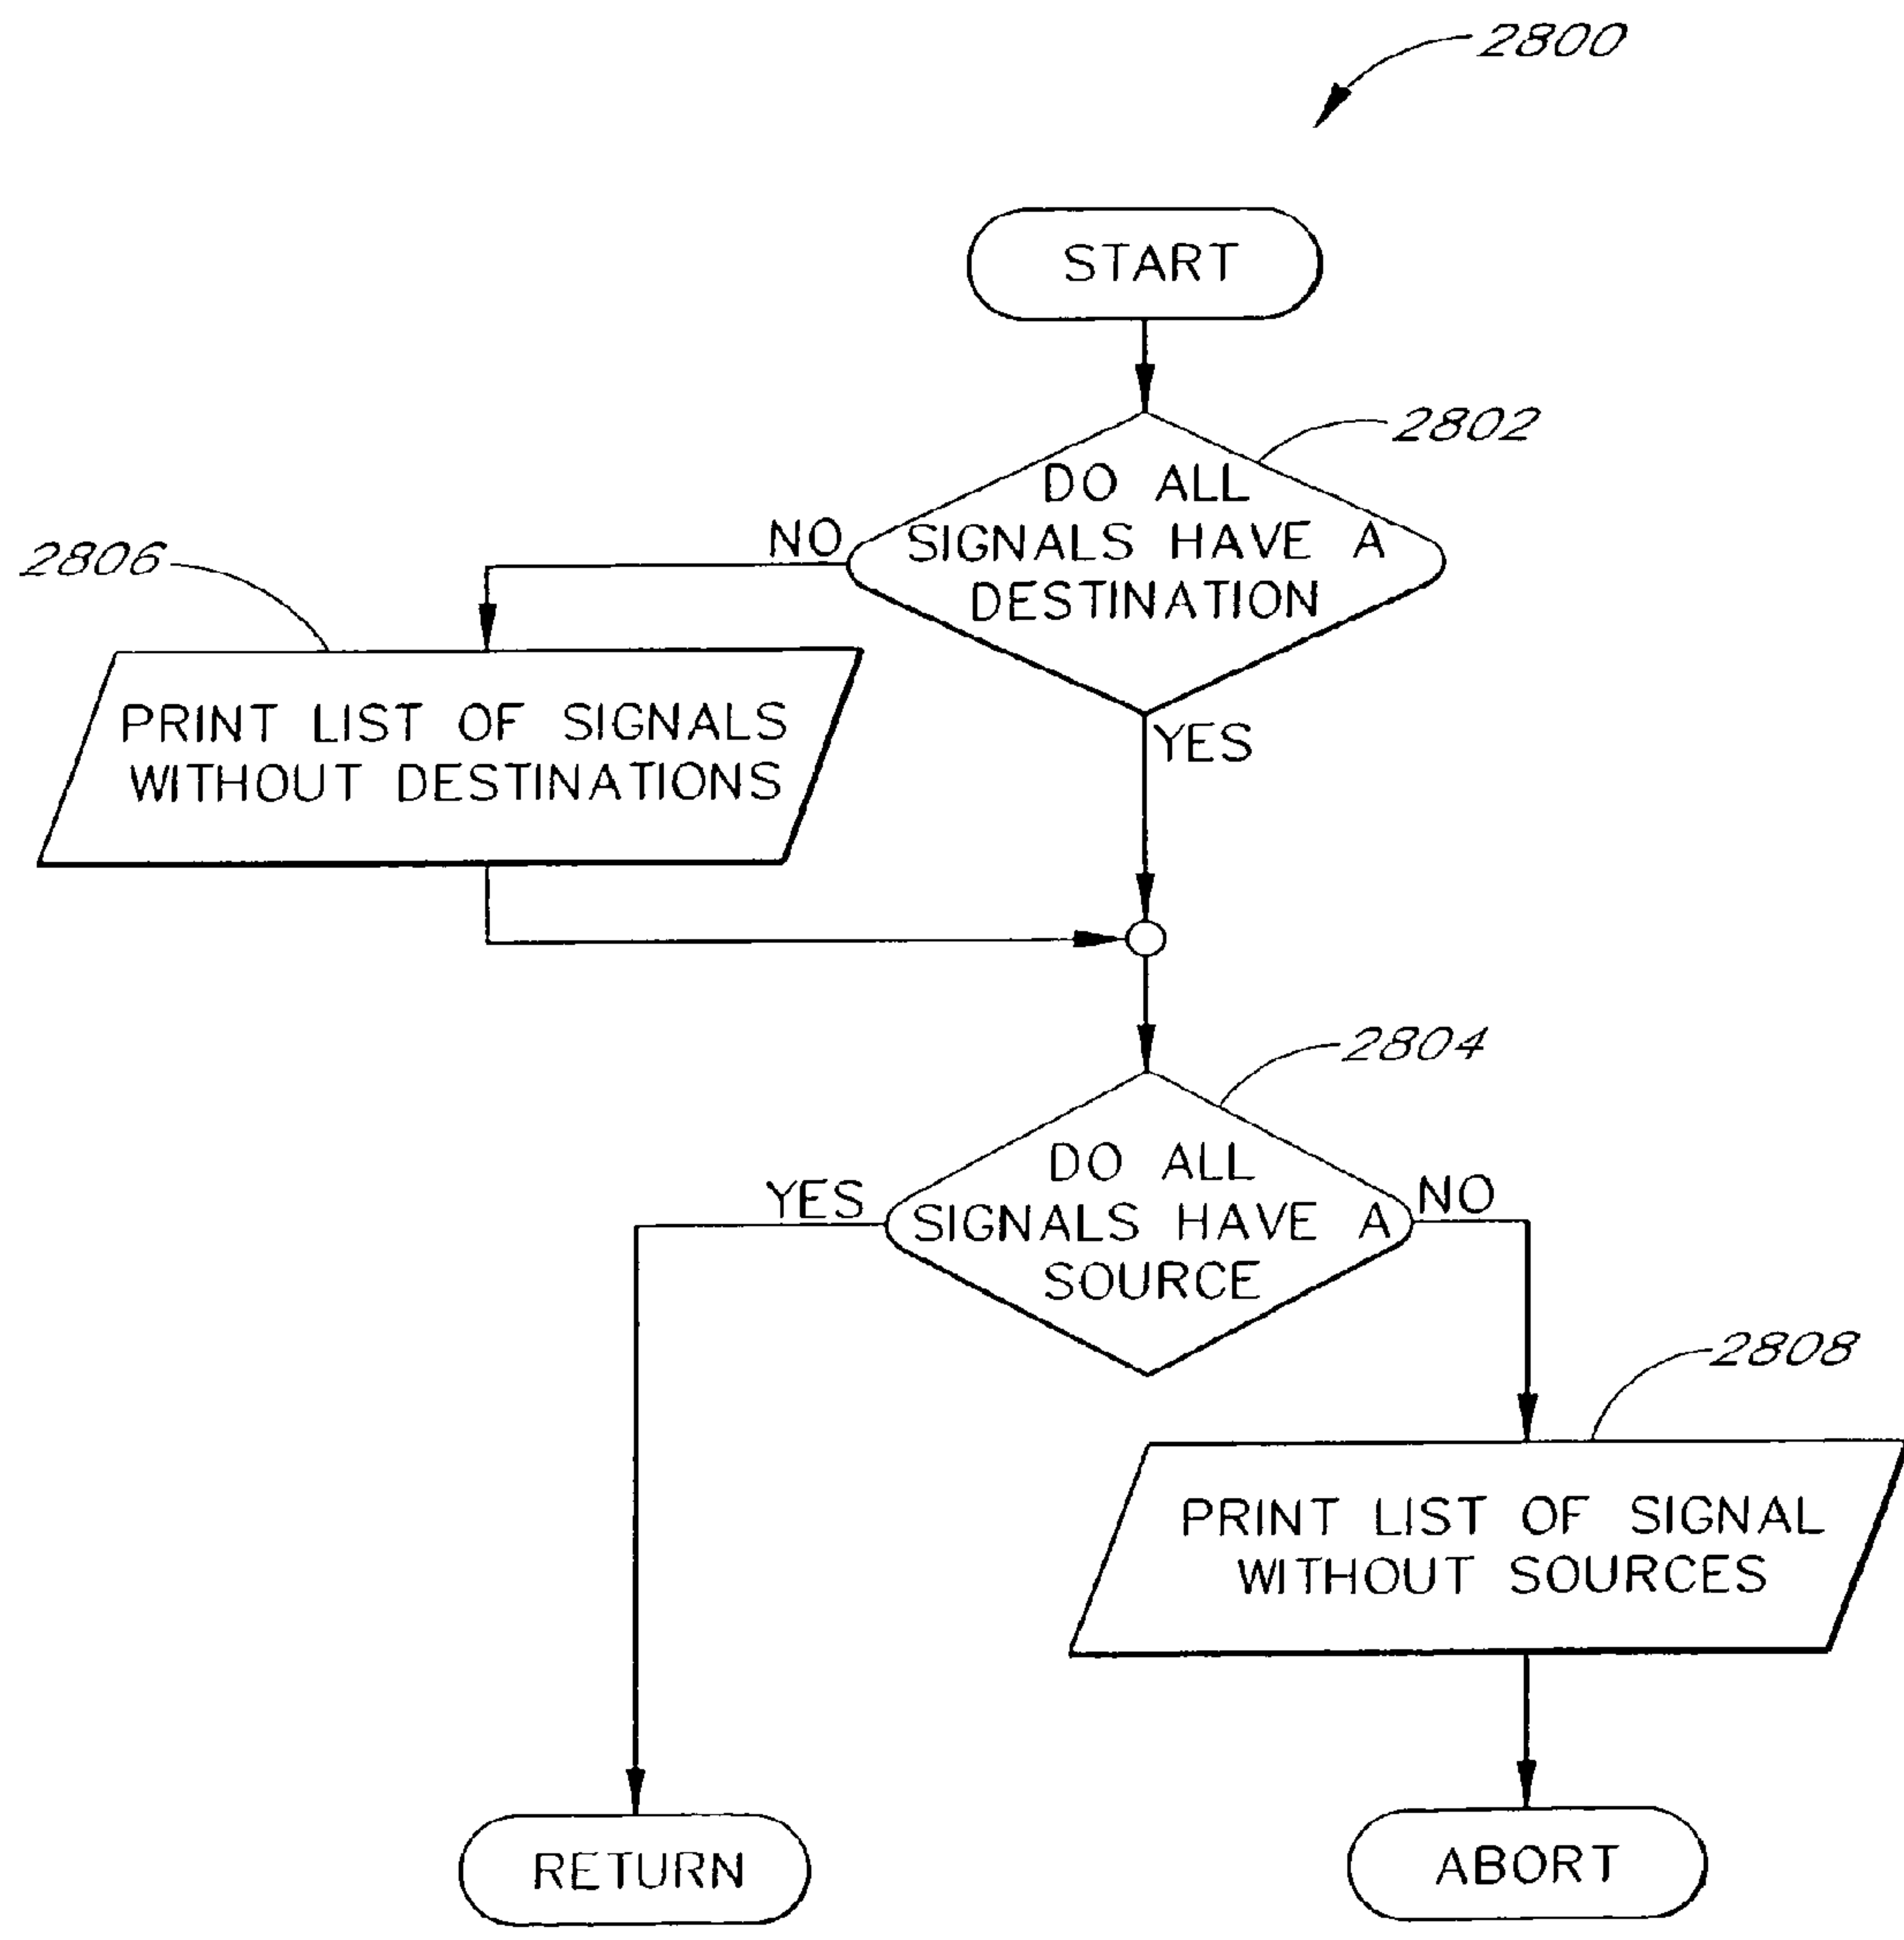 2800
START
2802
DO ALL
SIGNALS HAVE A
DESTINATION
NO
2806
PRINT LIST OF SIGNALS
WITHOUT DESTINATIONS
YES
2804
DO ALL
SIGNALS HAVE A
SOURCE
YES
NO
2808
PRINT LIST OF SIGNAL
WITHOUT SOURCES
RETURN
ABORT